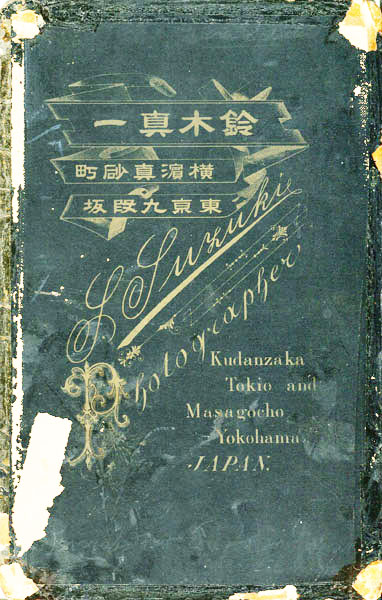 鈴木真一
横濵真砂町
東京九段坂
S. Suzuki
Photographer
Kudanzaka
Tokio and
Masagocho
Yokohama.
JAPAN.